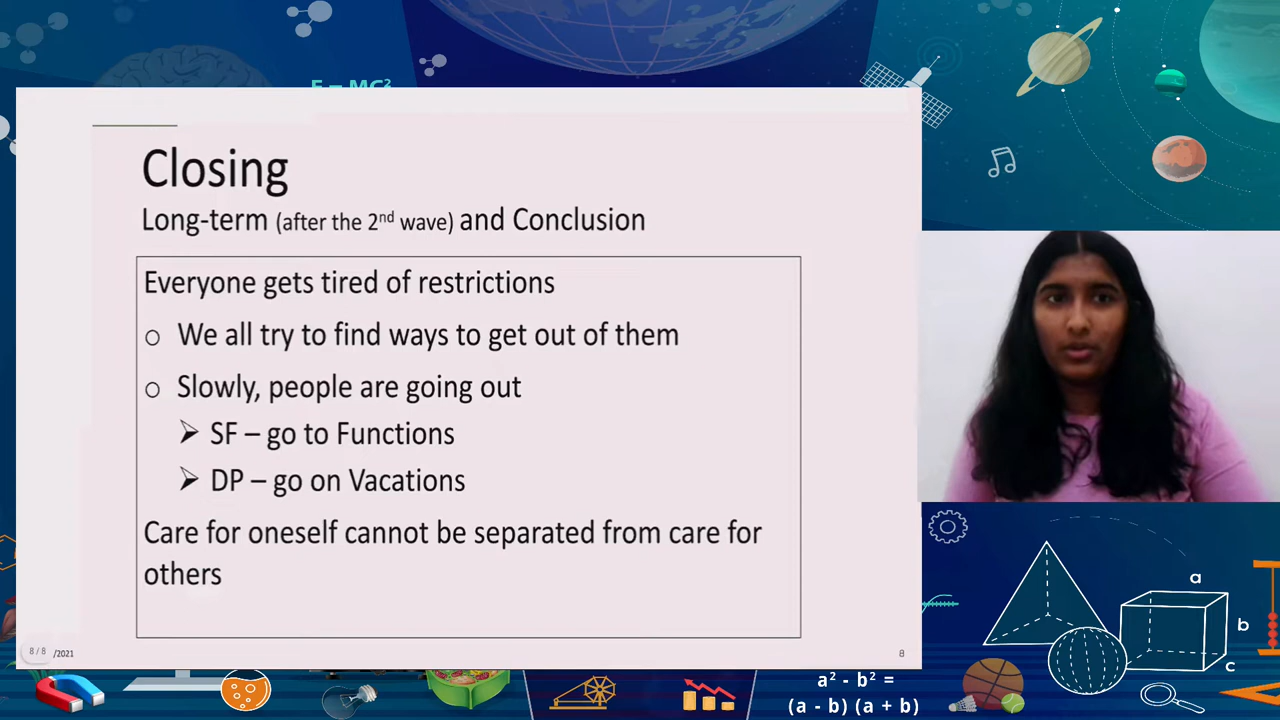 E = MC²
Closing
Long-term (after the 2nd wave) and Conclusion
Everyone gets tired of restrictions
o We all try to find ways to get out of them
o Slowly, people are going out
➢ SF – go to Functions
➢ DP – go on Vacations
Care for oneself cannot be separated from care for
others
8 / 8 /2021
8
a
b
c
a² - b² =
(a - b) (a + b)